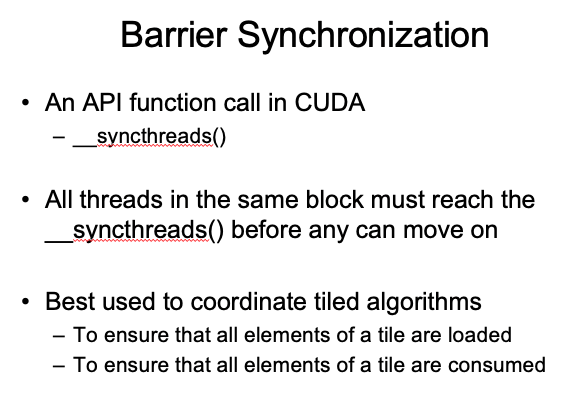 Barrier Synchronization
• An API function call in CUDA
– __syncthreads()
• All threads in the same block must reach the
__syncthreads() before any can move on
• Best used to coordinate tiled algorithms
– To ensure that all elements of a tile are loaded
– To ensure that all elements of a tile are consumed